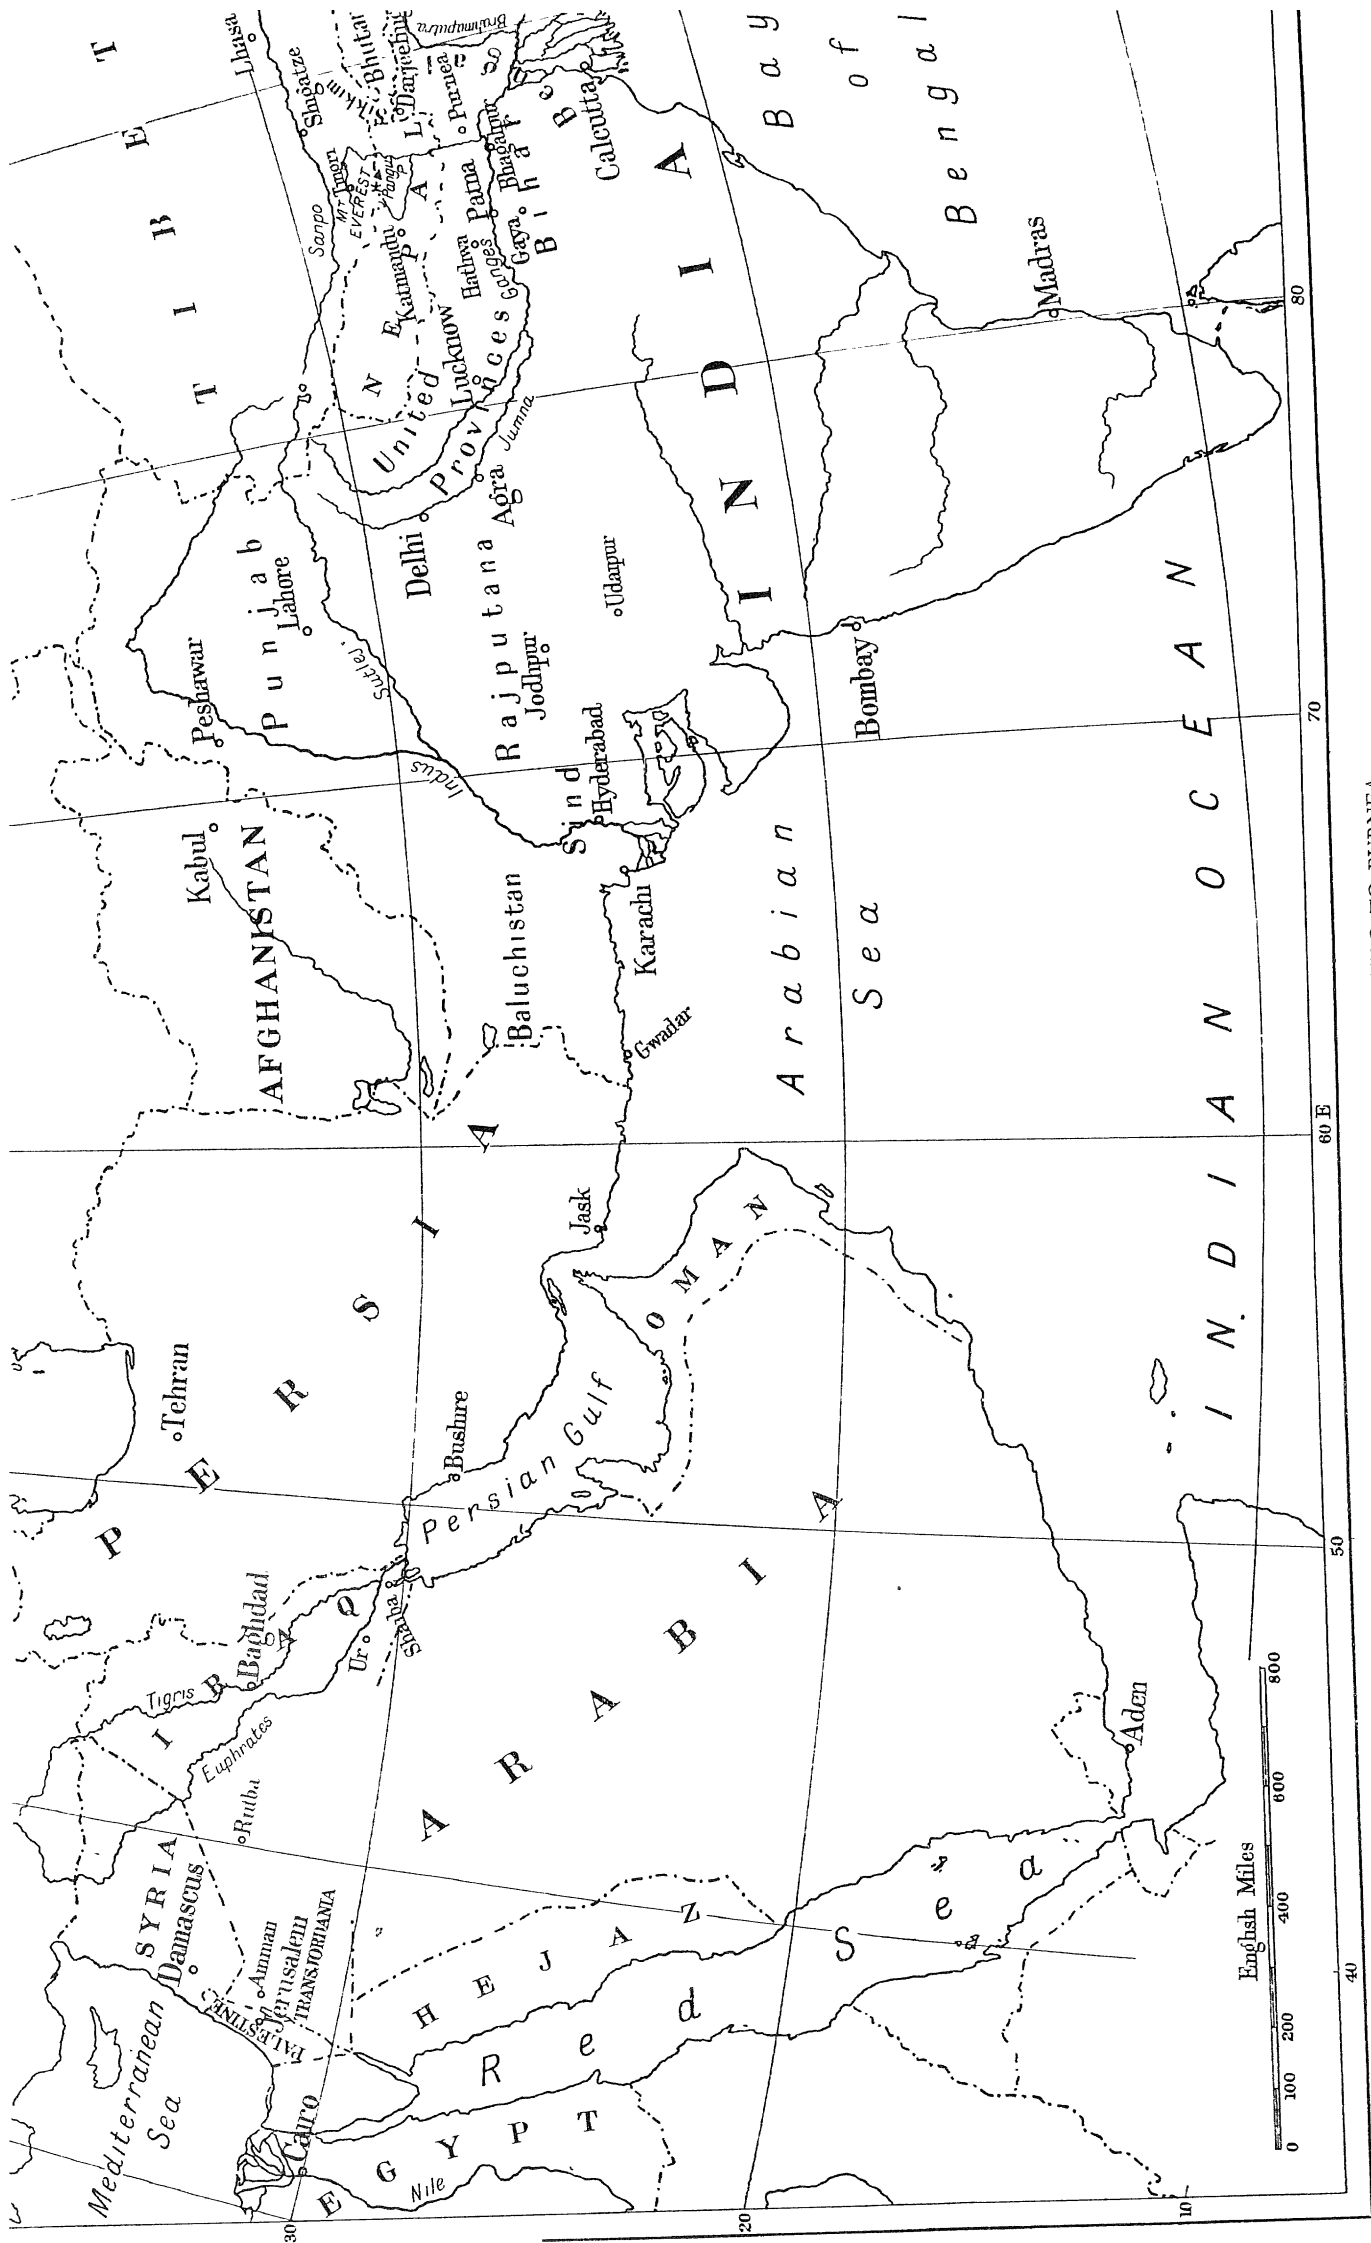 Mediterranean
Sea
SYRIA
Damascus
Amman
Jerusalem
PALESTINE
TRANSJORDANIA
Cairo
EGYPT
Nile
HEJAZ
Red Sea
Rutba
Euphrates
Tigris
IRAQ
Baghdad
Ur
Shaiba
ARABIA
Aden
PERSIA
Tehran
Bushure
Persian Gulf
Jask
OMAN
AFGHANISTAN
Kabul
Baluchistan
Gwadar
Karachi
Sind
Hyderabad
Indus
Peshawar
Punjab
Lahore
Sutlej
Rajputana
Jodhpur
Udaipur
Delhi
Agra
Jumna
United
Provinces
Lucknow
Hathwa
Ganges
Patna
Gaya
Bihar
Bhagalpur
Purnea
NEPAL
Katmandu
MT
EVEREST
Tingri
Sanpo
Shigatze
Sikkim
Bhutan
Darjeeling
Lhasa
Brahmaputra
TIBET
Calcutta
INDIA
Bombay
Madras
Bay
of
Bengal
Arabian
Sea
INDIAN OCEAN
English Miles
0 100 200 400 600 800
30
20
10
40
50
60 E
70
80
TO PURNEA